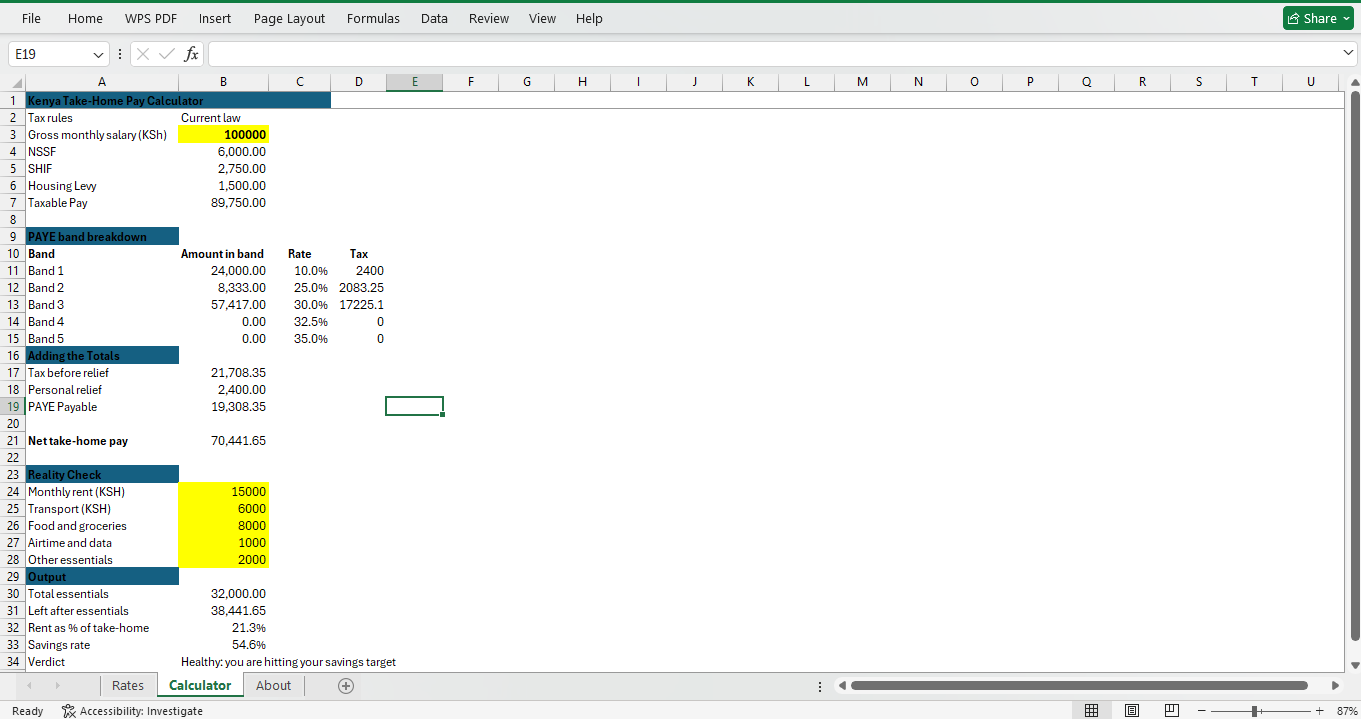 File Home WPS PDF Insert Page Layout Formulas Data Review View Help Share
E19 fx
A B C D E F G H I J K L M N O P Q R S T U
1 Kenya Take-Home Pay Calculator
2 Tax rules Current law
3 Gross monthly salary (KSh) 100000
4 NSSF 6,000.00
5 SHIF 2,750.00
6 Housing Levy 1,500.00
7 Taxable Pay 89,750.00
8
9 PAYE band breakdown
10 Band Amount in band Rate Tax
11 Band 1 24,000.00 10.0% 2400
12 Band 2 8,333.00 25.0% 2083.25
13 Band 3 57,417.00 30.0% 17225.1
14 Band 4 0.00 32.5% 0
15 Band 5 0.00 35.0% 0
16 Adding the Totals
17 Tax before relief 21,708.35
18 Personal relief 2,400.00
19 PAYE Payable 19,308.35
20
21 Net take-home pay 70,441.65
22
23 Reality Check
24 Monthly rent (KSH) 15000
25 Transport (KSH) 6000
26 Food and groceries 8000
27 Airtime and data 1000
28 Other essentials 2000
29 Output
30 Total essentials 32,000.00
31 Left after essentials 38,441.65
32 Rent as % of take-home 21.3%
33 Savings rate 54.6%
34 Verdict Healthy: you are hitting your savings target
Rates Calculator About
Ready Accessibility: Investigate 87%